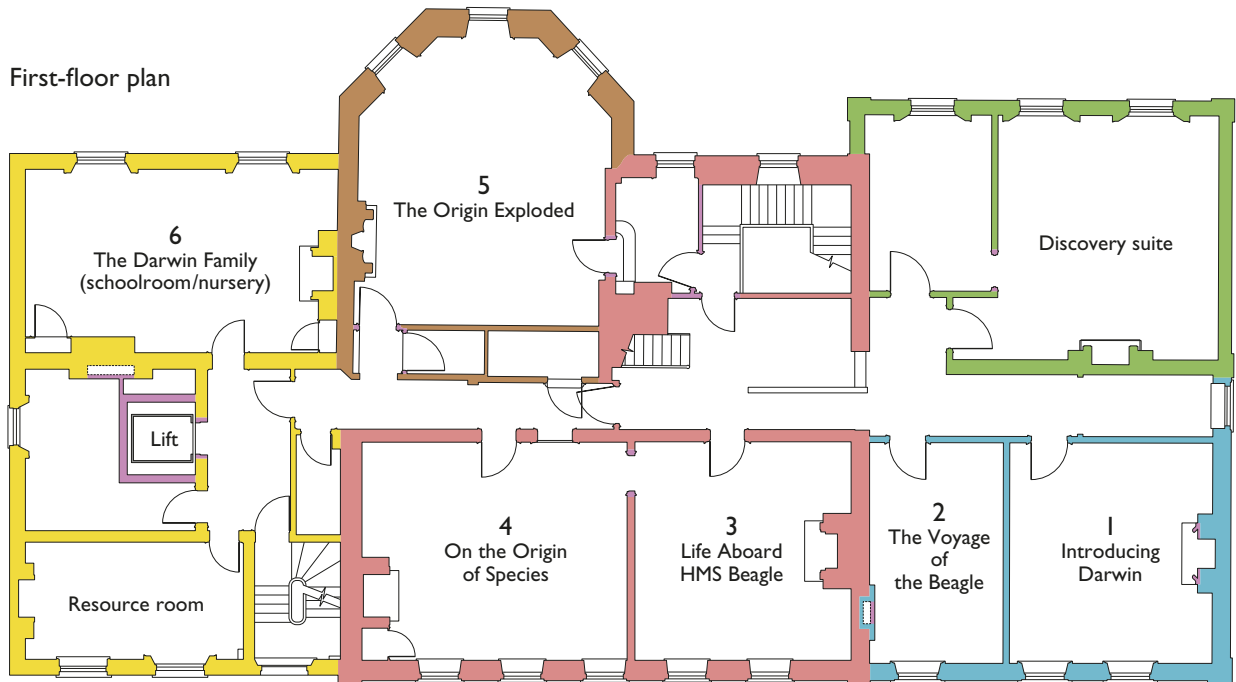 First-floor plan
5
The Origin Exploded
6
The Darwin Family
(schoolroom/nursery)
Discovery suite
Lift
4
On the Origin
of Species
3
Life Aboard
HMS Beagle
2
The Voyage
of
the Beagle
1
Introducing
Darwin
Resource room